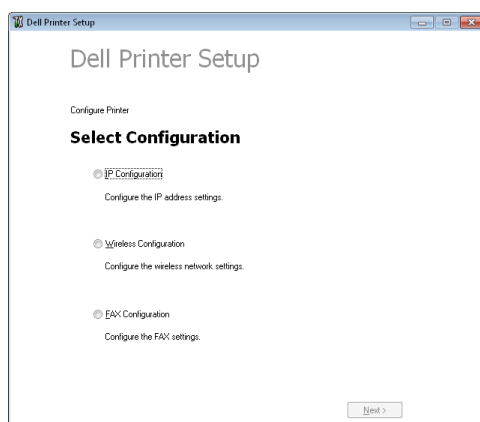 Dell Printer Setup
Dell Printer Setup
Configure Printer
Select Configuration
IP Configuration
Configure the IP address settings.
Wireless Configuration
Configure the wireless network settings.
FAX Configuration
Configure the FAX settings.
Next >